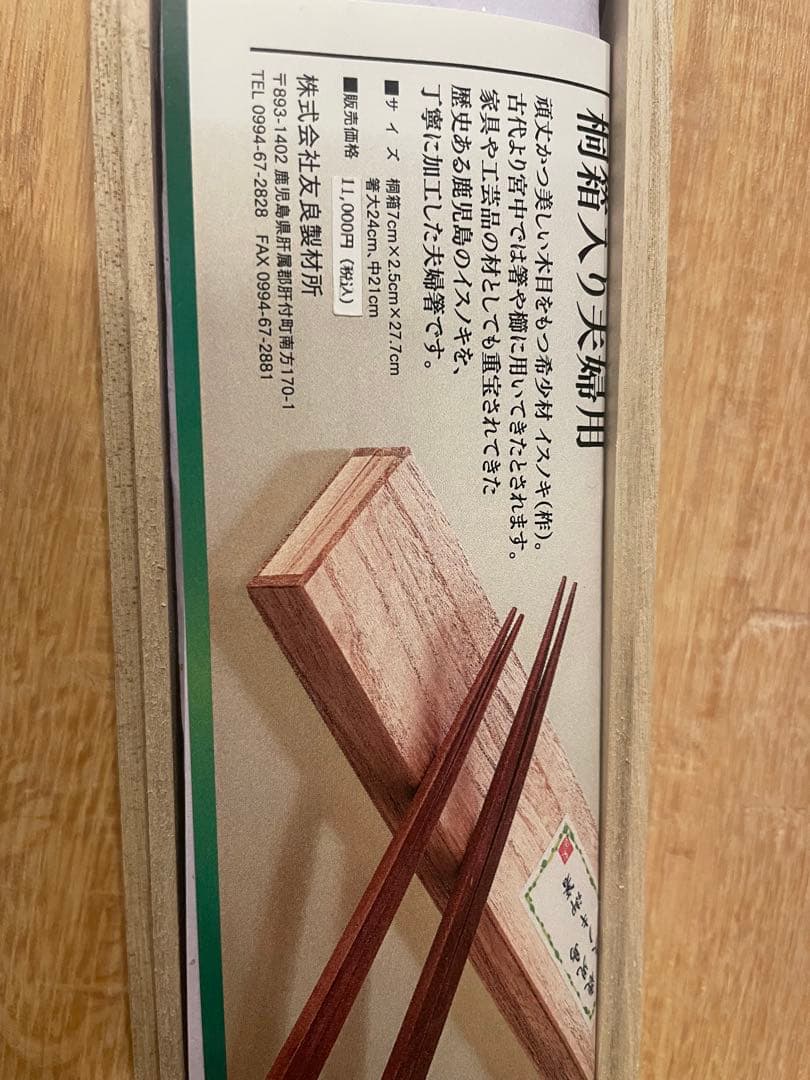 桐箱入り夫婦用
頑丈かつ美しい木目をもつ希少材 イスノキ(柞)。
古代より宮中では箸や櫛に用いてきたとされます。
家具や工芸品の材としても重宝されてきた
歴史ある鹿児島のイスノキを、
丁寧に加工した夫婦箸です。
■サイズ 桐箱7cm×2.5cm×27.7cm
箸大24cm、中21cm
■販売価格 11,000円(税込)
株式会社友良製材所
〒893-1402 鹿児島県肝属郡肝付町南方170-1
TEL 0994-67-2828 FAX 0994-67-2881